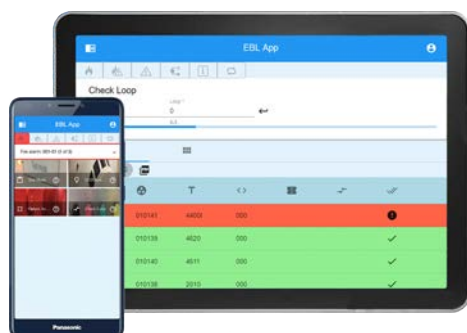 EBL App
Check Loop
Loop *
0
T
< >
010141 4400I 000
010139 4620 000
010140 4611 000
010138 2015 000
EBL App
Panasonic